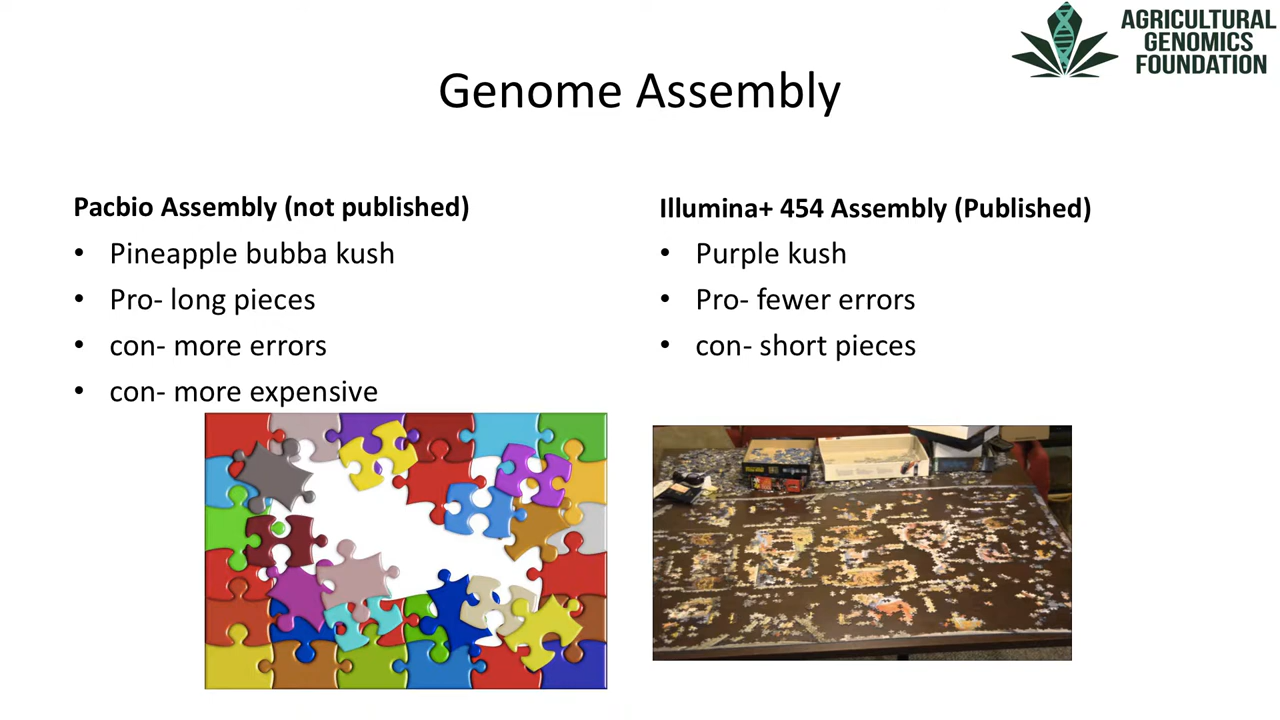 AGRICULTURAL
GENOMICS
FOUNDATION
Genome Assembly
Pacbio Assembly (not published)
• Pineapple bubba kush
• Pro- long pieces
• con- more errors
• con- more expensive
Illumina+ 454 Assembly (Published)
• Purple kush
• Pro- fewer errors
• con- short pieces